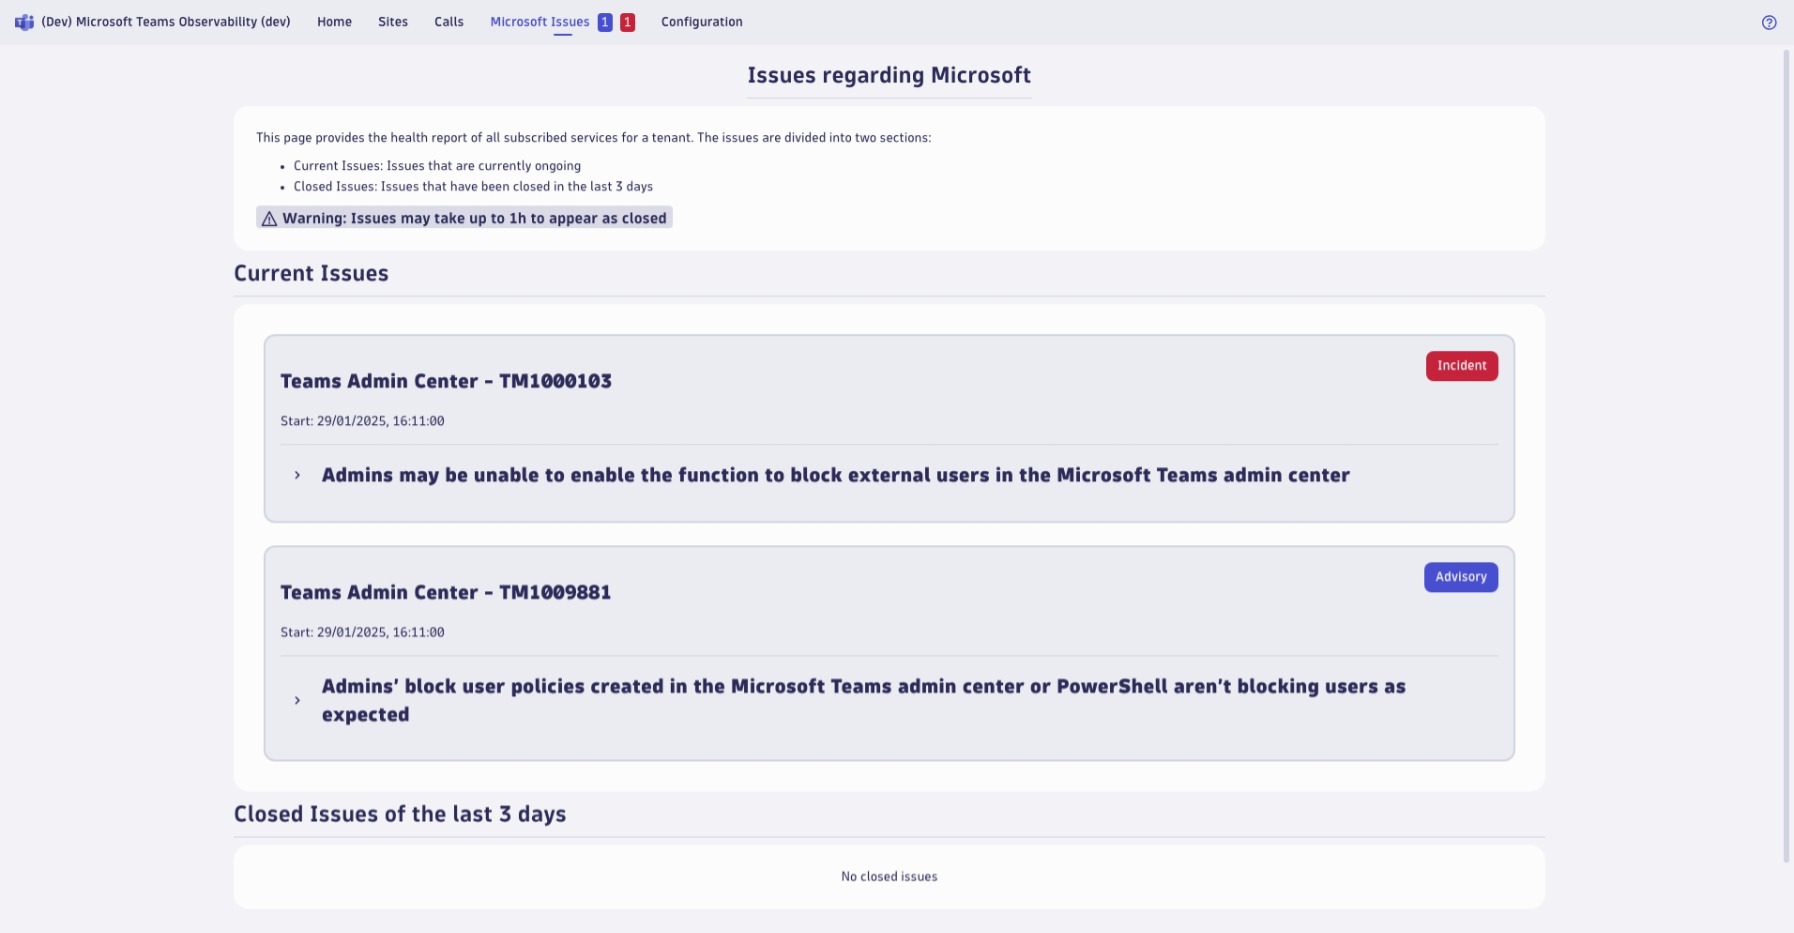 (Dev) Microsoft Teams Observability (dev) Home Sites Calls Microsoft Issues 1 1 Configuration
Issues regarding Microsoft
This page provides the health report of all subscribed services for a tenant. The issues are divided into two sections:
• Current Issues: Issues that are currently ongoing
• Closed Issues: Issues that have been closed in the last 3 days
Warning: Issues may take up to 1h to appear as closed
Current Issues
Incident
Teams Admin Center - TM1000103
Start: 29/01/2025, 16:11:00
Admins may be unable to enable the function to block external users in the Microsoft Teams admin center
Advisory
Teams Admin Center - TM1009881
Start: 29/01/2025, 16:11:00
Admins’ block user policies created in the Microsoft Teams admin center or PowerShell aren’t blocking users as
expected
Closed Issues of the last 3 days
No closed issues